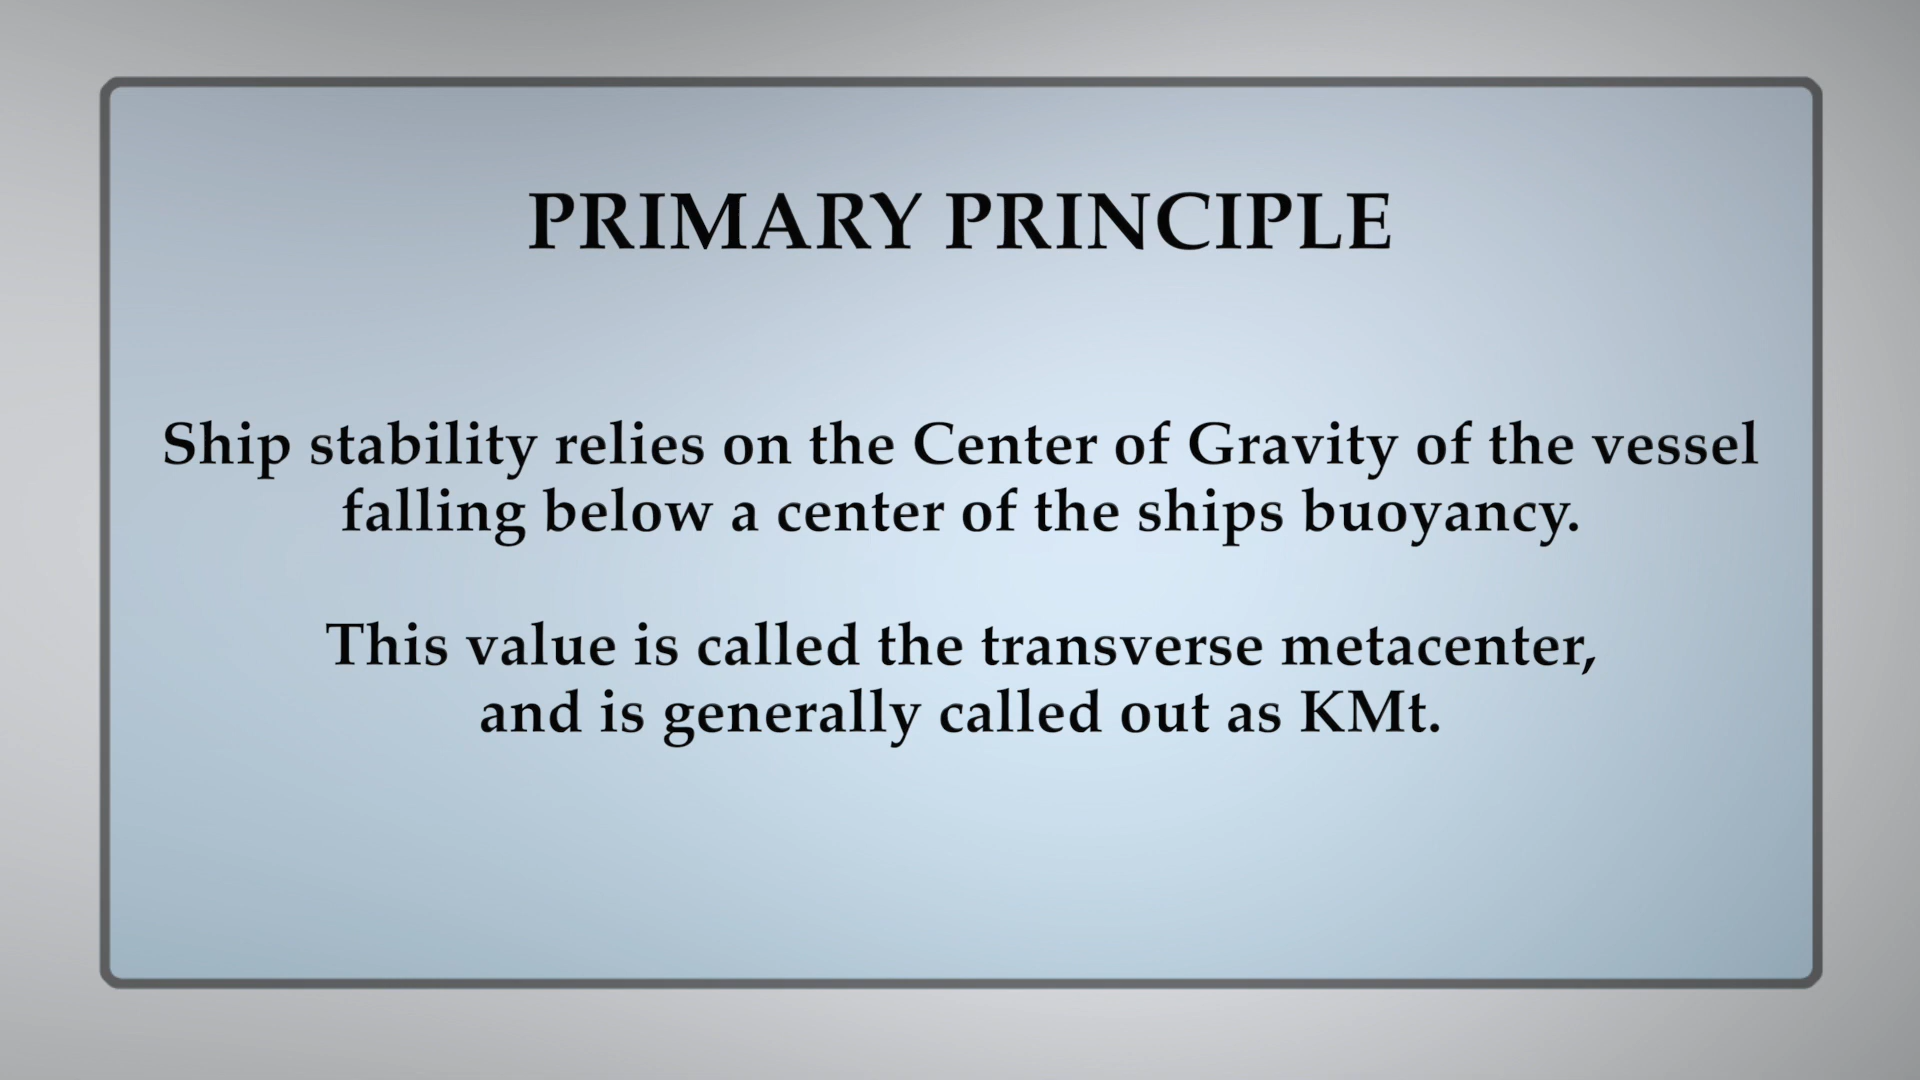 PRIMARY PRINCIPLE
Ship stability relies on the Center of Gravity of the vessel
falling below a center of the ships buoyancy.
This value is called the transverse metacenter,
and is generally called out as KMt.